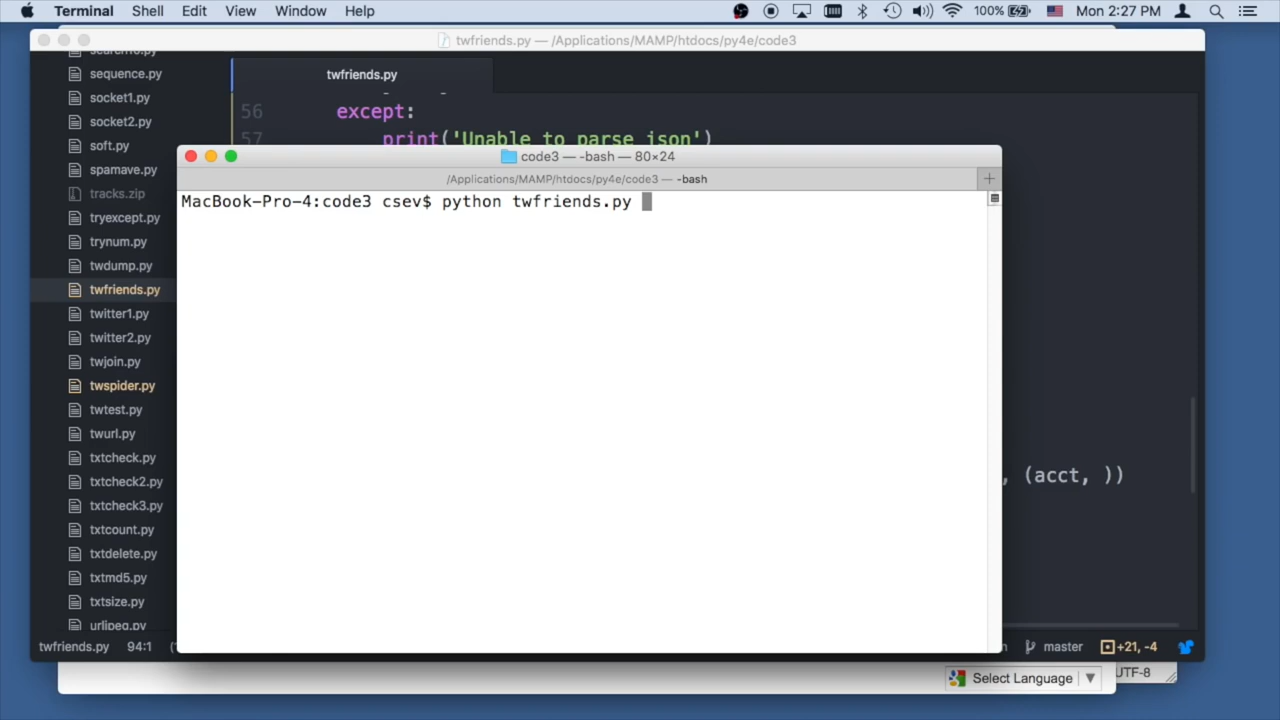 Terminal Shell Edit View Window Help 100% Mon 2:27 PM
twfriends.py — /Applications/MAMP/htdocs/py4e/code3
sequence.py
socket1.py
socket2.py
soft.py
spamave.py
tracks.zip
tryexcept.py
trynum.py
twdump.py
twfriends.py
twitter1.py
twitter2.py
twjoin.py
twspider.py
twtest.py
twurl.py
txtcheck.py
txtcheck2.py
txtcheck3.py
txtcount.py
txtdelete.py
txtmd5.py
txtsize.py
urljpeg.py
twfriends.py
56 except:
57 print('Unable to parse json')
code3 — -bash — 80×24
/Applications/MAMP/htdocs/py4e/code3 — -bash
MacBook-Pro-4:code3 csev$ python twfriends.py
, (acct, ))
twfriends.py 94:1
master +21, -4
Select Language ▼ UTF-8